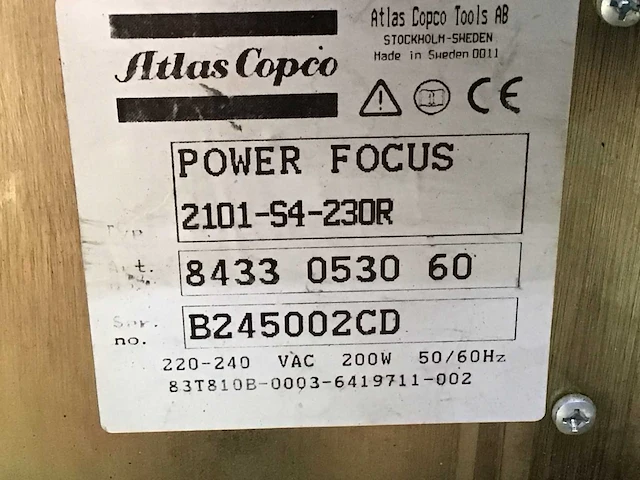 Atlas Copco
Atlas Copco Tools AB
STOCKHOLM-SWEDEN
Made in Sweden 0011
CE
POWER FOCUS
2101-S4-230R
8433 0530 60
Ser.
no.
B245002CD
220-240 VAC 200W 50/60Hz
83T810B-0003-6419711-002